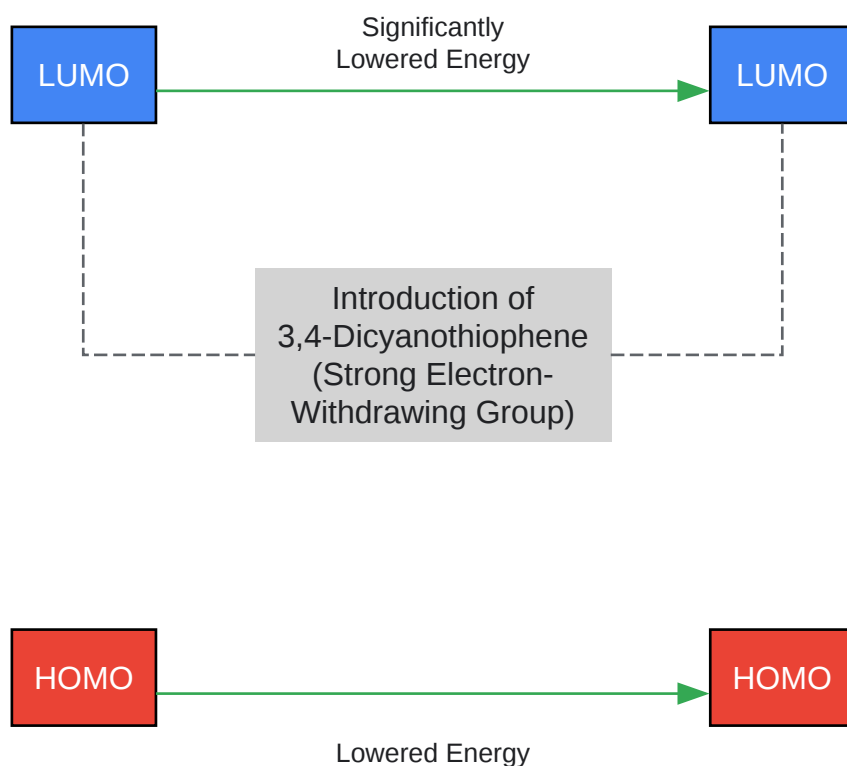 Significantly
Lowered Energy
LUMO
LUMO
Introduction of
3,4-Dicyanothiophene
(Strong Electron-
Withdrawing Group)
HOMO
HOMO
Lowered Energy